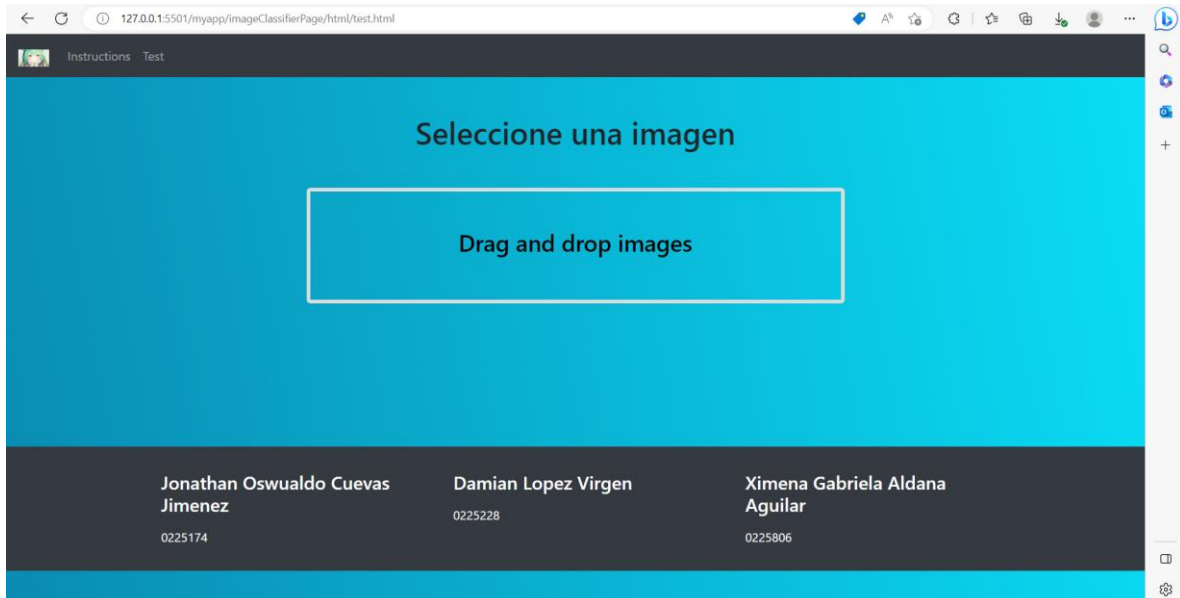 127.0.0.1:5501/myapp/imageClassifierPage/html/test.html
Instructions Test
Seleccione una imagen
Drag and drop images
Jonathan Oswualdo Cuevas
Jimenez
0225174
Damian Lopez Virgen
0225228
Ximena Gabriela Aldana
Aguilar
0225806